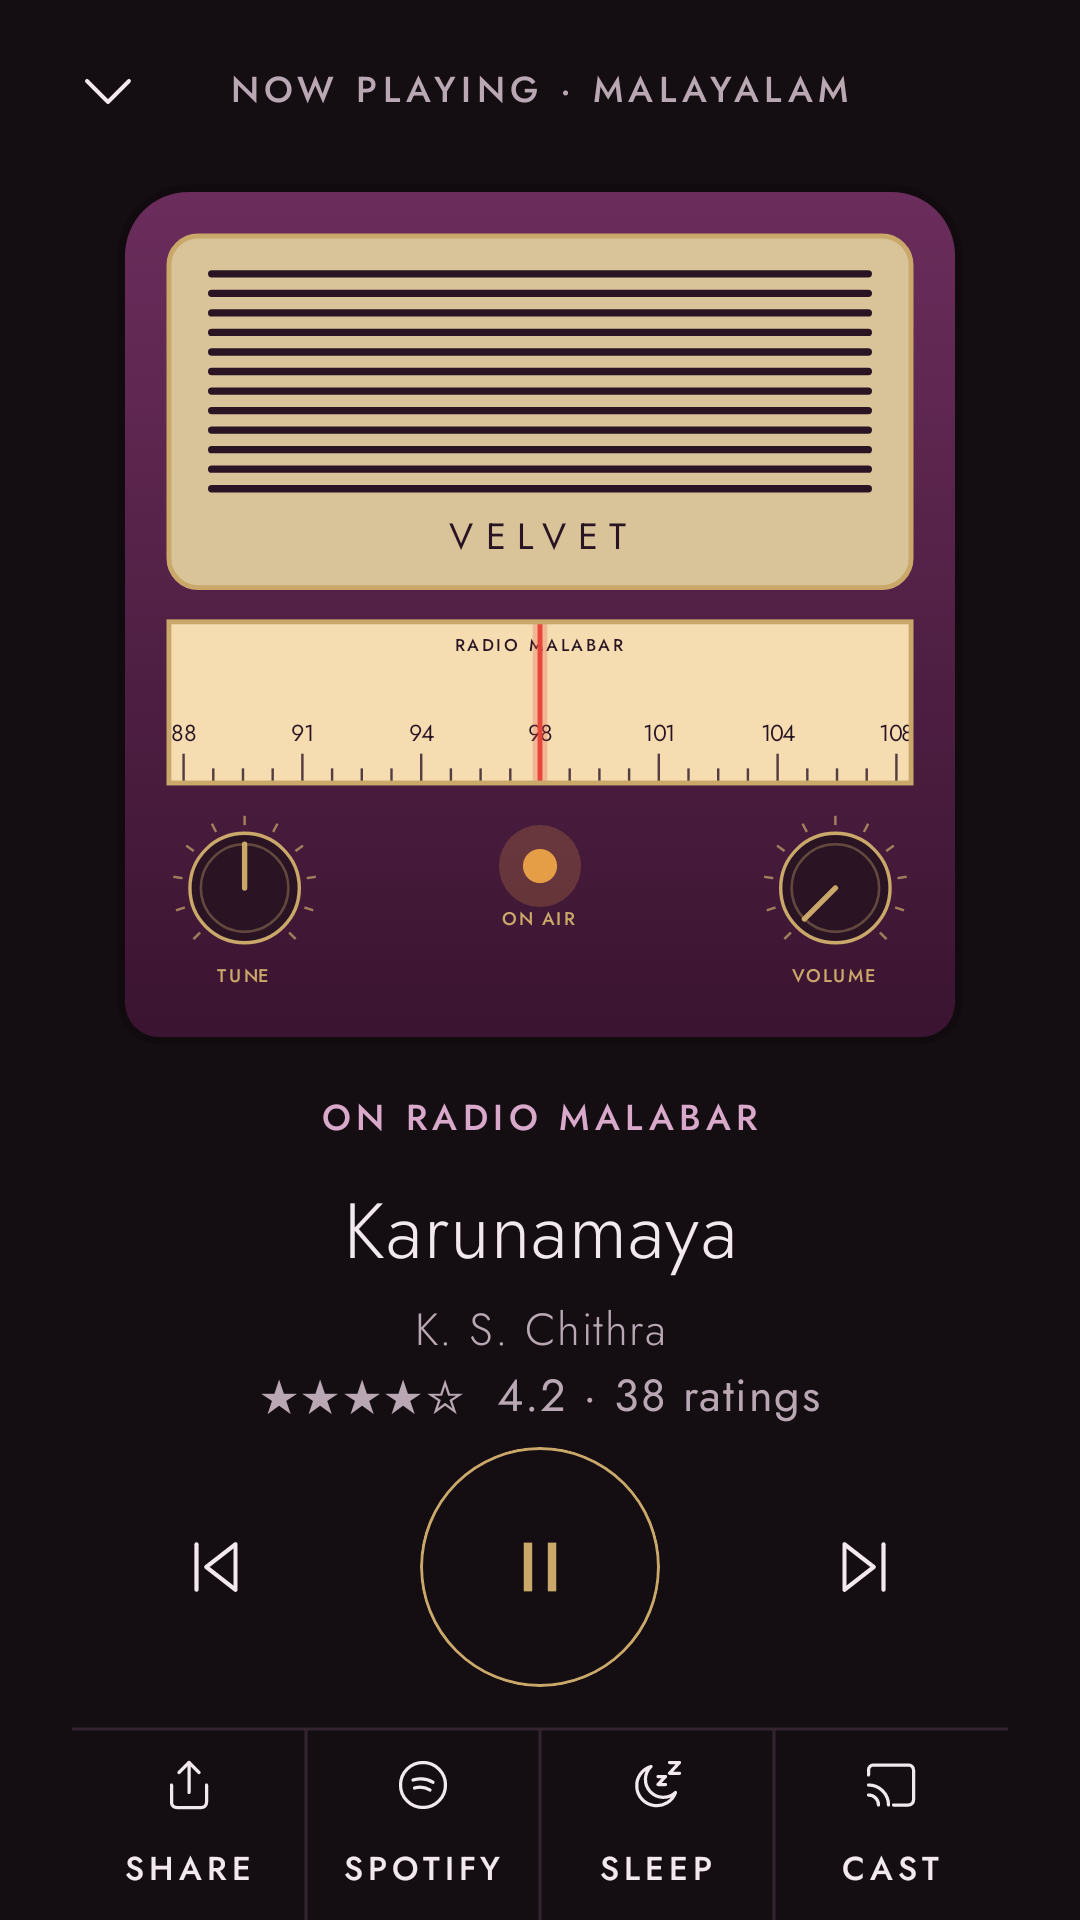 NOW PLAYING · MALAYALAM
VELVET
RADIO MALABAR
88 91 94 98 101 104 108
ON AIR
TUNE VOLUME
ON RADIO MALABAR
Karunamaya
K. S. Chithra
★★★★☆ 4.2 · 38 ratings
SHARE SPOTIFY SLEEP CAST